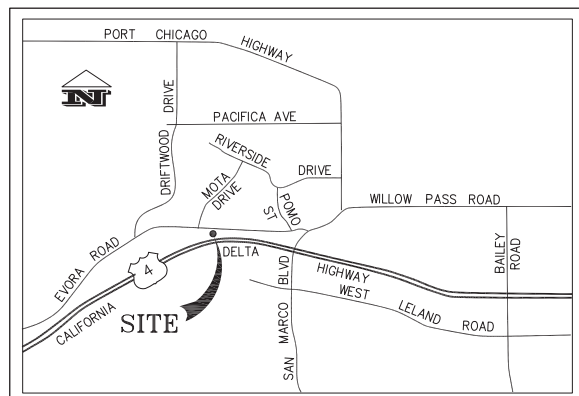 PORT CHICAGO HIGHWAY
N
DRIFTWOOD DRIVE
PACIFICA AVE
RIVERSIDE DRIVE
MOTA DRIVE
POMO ST
WILLOW PASS ROAD
EVORA ROAD
CALIFORNIA DELTA HIGHWAY
4
BAILEY ROAD
SAN MARCO BLVD
WEST LELAND ROAD
SITE